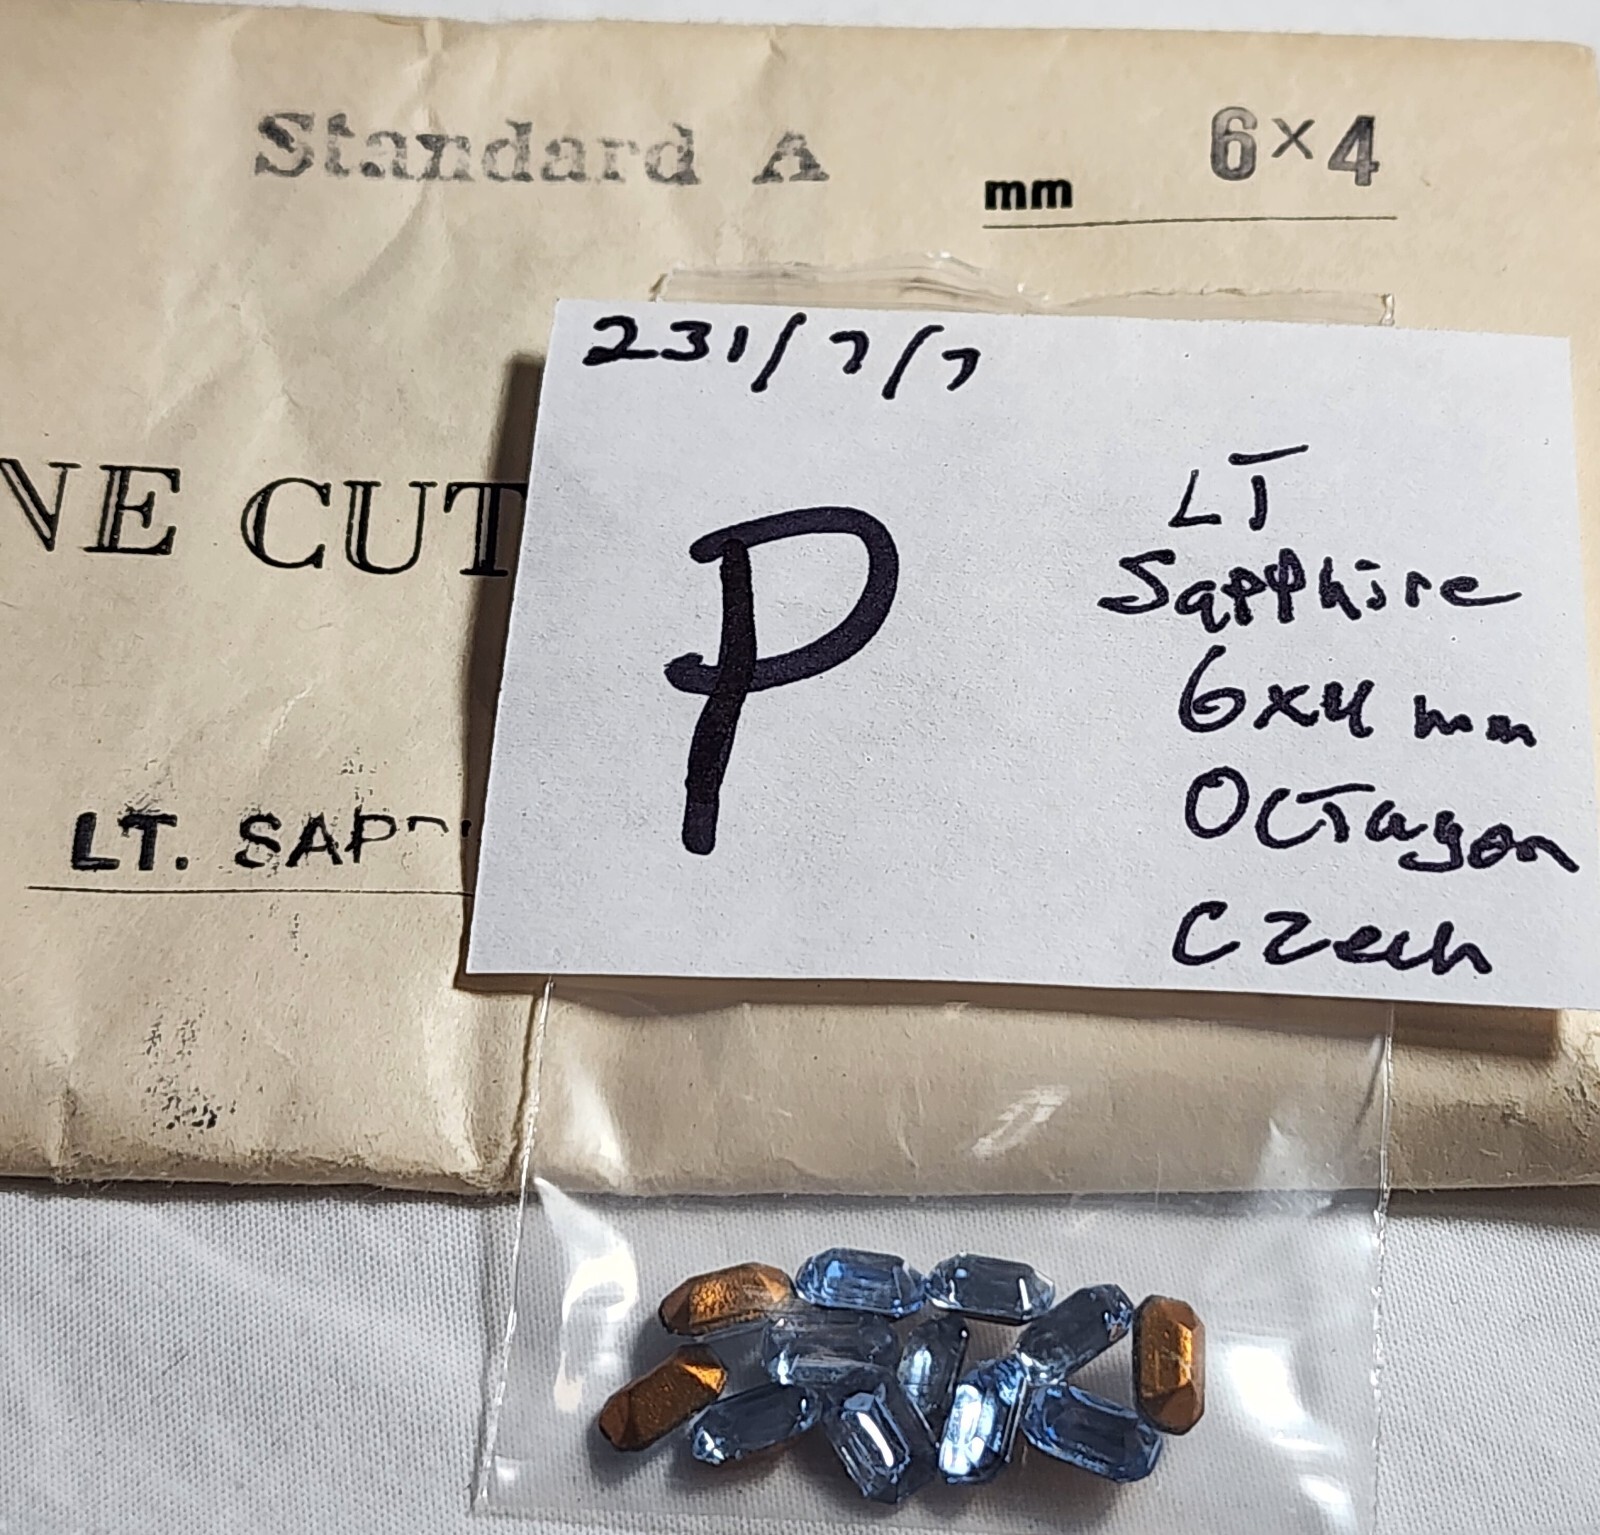 Standard A
mm 6×4
NE CUT
LT. SAP
231/7/7
P
LT
Sapphire
6x4 mm
Octagon
Czech